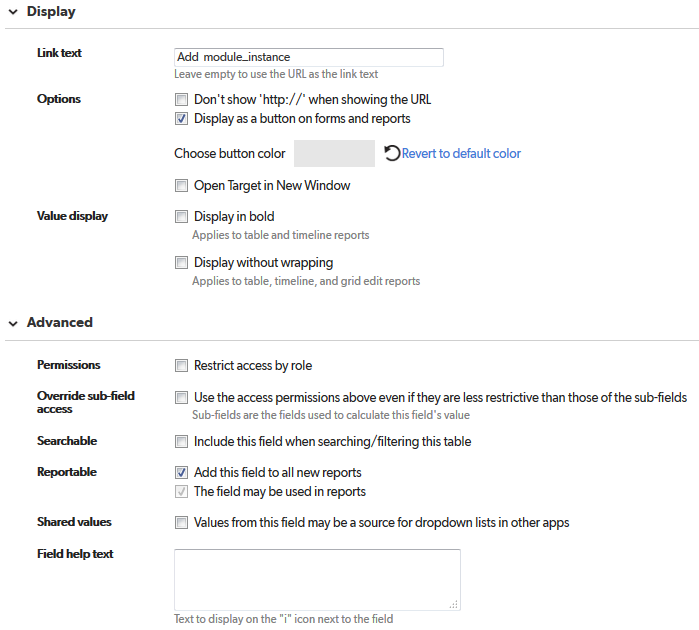 Display
Link text
Add module_instance
Leave empty to use the URL as the link text
Options
Don't show 'http://' when showing the URL
Display as a button on forms and reports
Choose button color
Revert to default color
Open Target in New Window
Value display
Display in bold
Applies to table and timeline reports
Display without wrapping
Applies to table, timeline, and grid edit reports
Advanced
Permissions
Restrict access by role
Override sub-field
access
Use the access permissions above even if they are less restrictive than those of the sub-fields
Sub-fields are the fields used to calculate this field's value
Searchable
Include this field when searching/filtering this table
Reportable
Add this field to all new reports
The field may be used in reports
Shared values
Values from this field may be a source for dropdown lists in other apps
Field help text
Text to display on the "i" icon next to the field